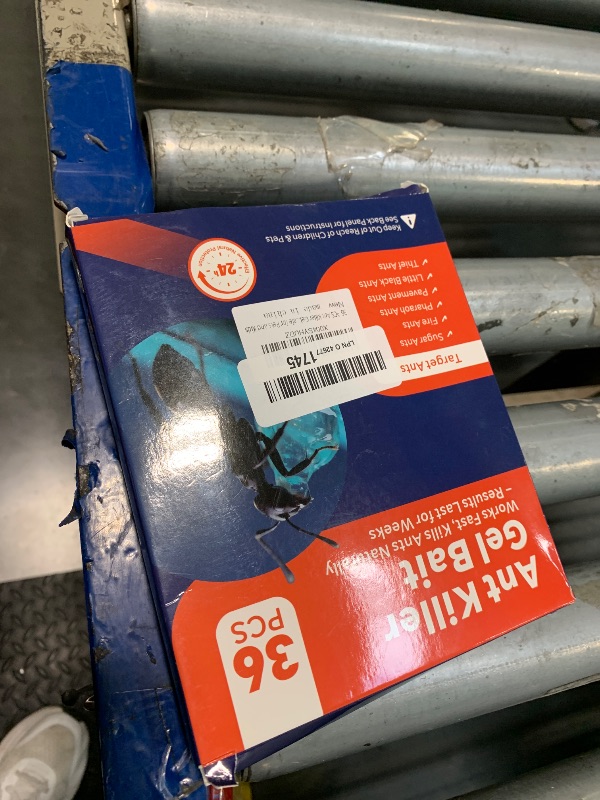 36
PCS
Ant Killer
Gel Bait
Works Fast, Kills Ants Naturally
– Results Last for Weeks
Target Ants
✓ Sugar Ants
✓ Fire Ants
✓ Pharaoh Ants
✓ Pavement Ants
✓ Little Black Ants
✓ Thief Ants
1745
New
24h
Keep Out of Reach of Children & Pets
See Back Panel for Instructions